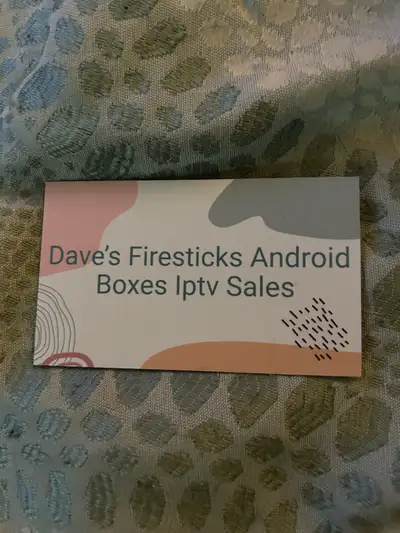 Dave's Firesticks Android
Boxes Iptv Sales